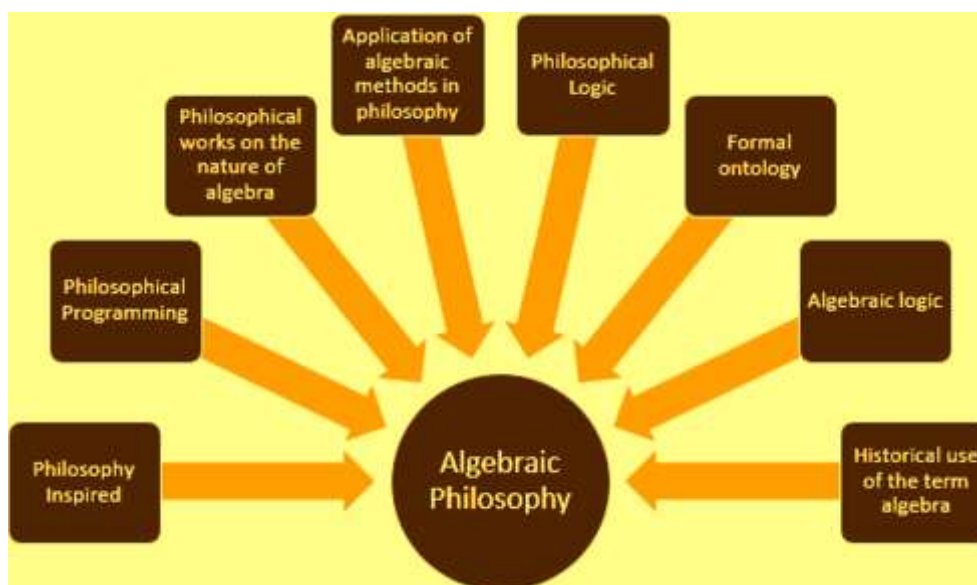 Application of
algebraic
methods in
philosophy
Philosophical
Logic
Philosophical
works on the
nature of
algebra
Formal
ontology
Philosophical
Programming
Algebraic logic
Philosophy
Inspired
Algebraic
Philosophy
Historical use
of the term
algebra